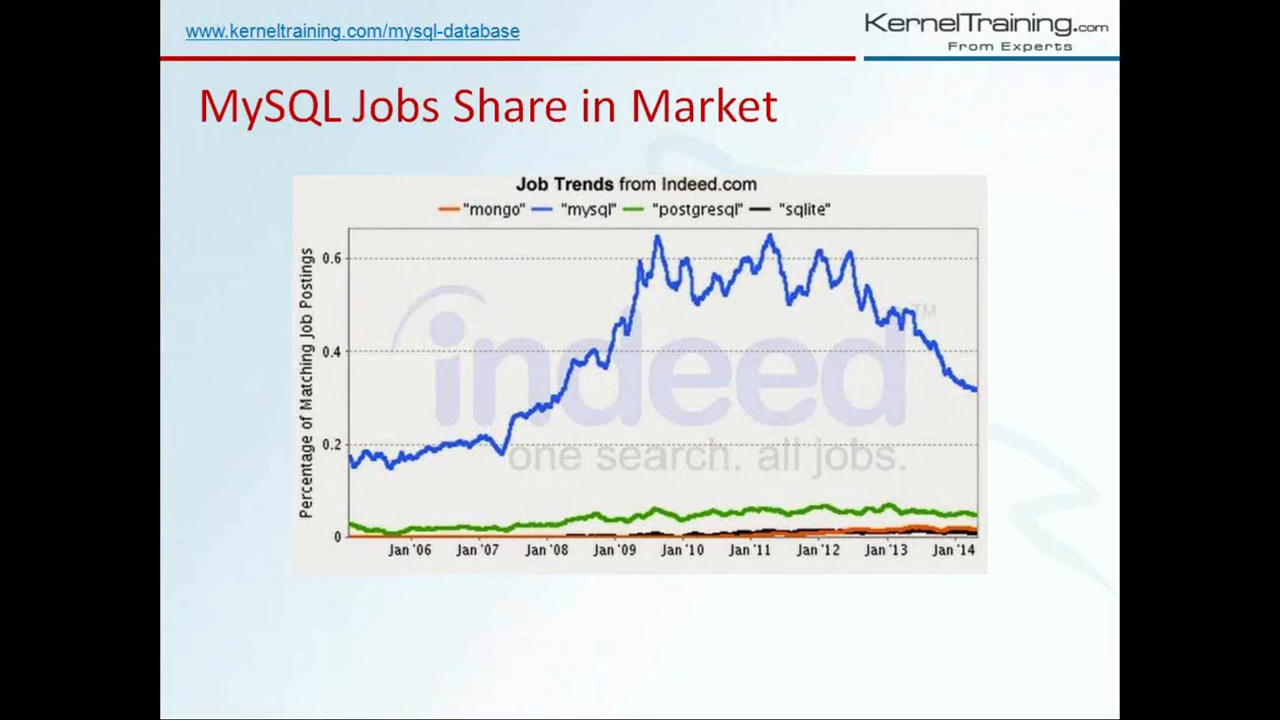 www.kerneltraining.com/mysql-database
KernelTraining.com
From Experts
MySQL Jobs Share in Market
Job Trends from Indeed.com
"mongo" "mysql" "postgresql" "sqlite"
Percentage of Matching Job Postings
0.6
0.4
0.2
0
indeed™
one search. all jobs.
Jan '06 Jan '07 Jan '08 Jan '09 Jan '10 Jan '11 Jan '12 Jan '13 Jan '14